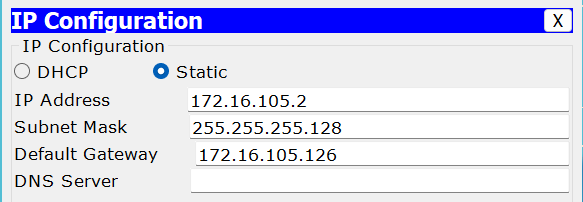 IP Configuration X
IP Configuration
DHCP Static
IP Address 172.16.105.2
Subnet Mask 255.255.255.128
Default Gateway 172.16.105.126
DNS Server